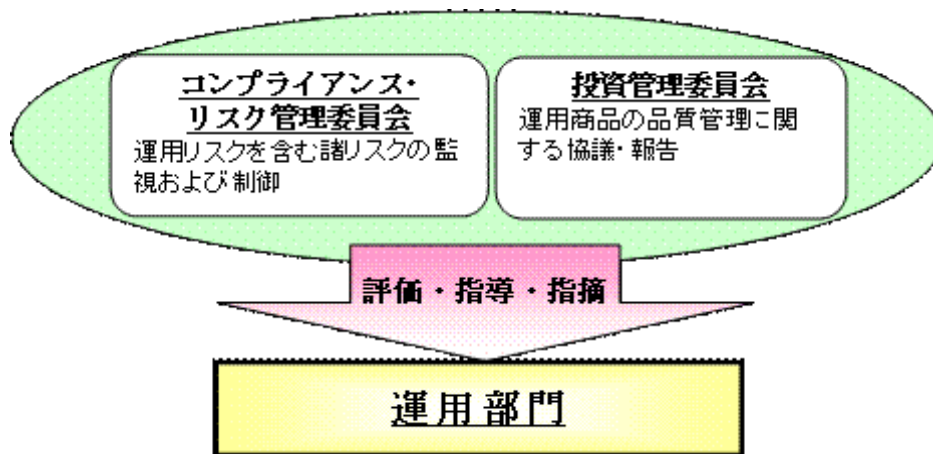 コンプライアンス・
リスク管理委員会
運用リスクを含む諸リスクの監
視および制御
投資管理委員会
運用商品の品質管理に関
する協議・報告
評価・指導・指摘
運用部門